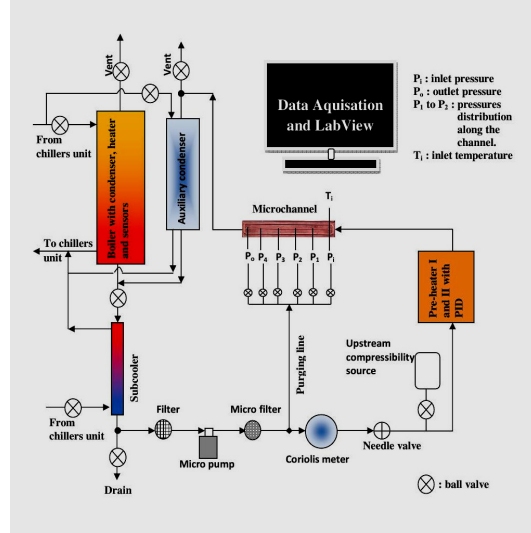 Vent
Vent
From
chillers unit
Boiler with condenser, heater
and sensors
Auxiliary condenser
Data Aquisation
and LabView
Pi : inlet pressure
Po : outlet pressure
P1 to P2 : pressures
distribution
along the
channel.
Ti : inlet temperature
Ti
Microchannel
To chillers
unit
Po P4 P3 P2 P1 Pi
Pre-heater I
and II with
PID
Purging line
Upstream
compressibility
source
Subcooler
From
chillers unit
Filter
Micro filter
Micro pump
Coriolis meter
Needle valve
Drain
: ball valve